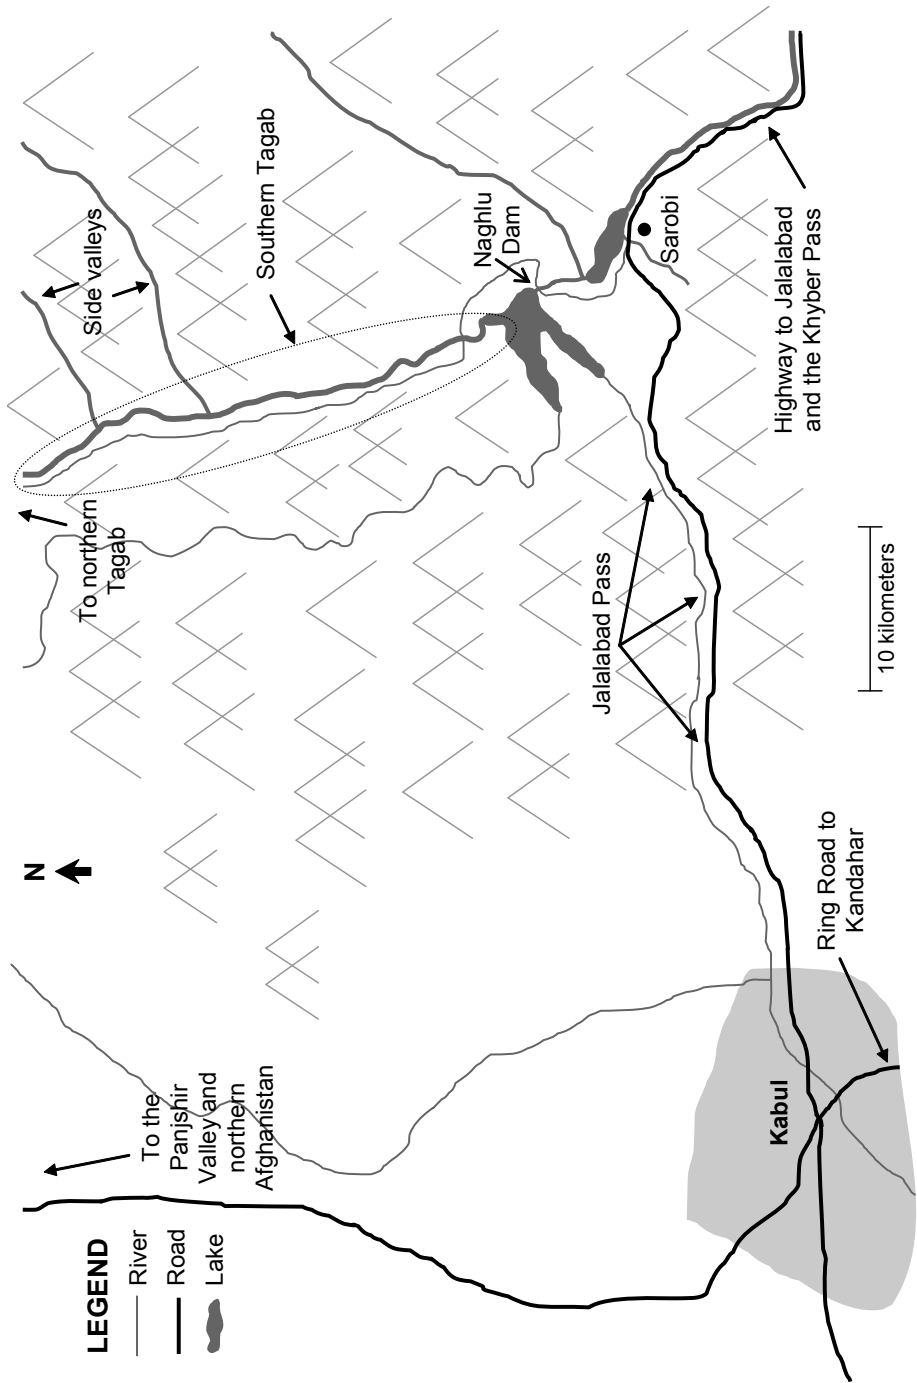 LEGEND
River
Road
Lake
To the
Panjshir
Valley and
northern
Afghanistan
N
To northern
Tagab
Side valleys
Southern Tagab
Naghlu
Dam
Sarobi
Jalalabad Pass
Highway to Jalalabad
and the Khyber Pass
Kabul
Ring Road to
Kandahar
10 kilometers